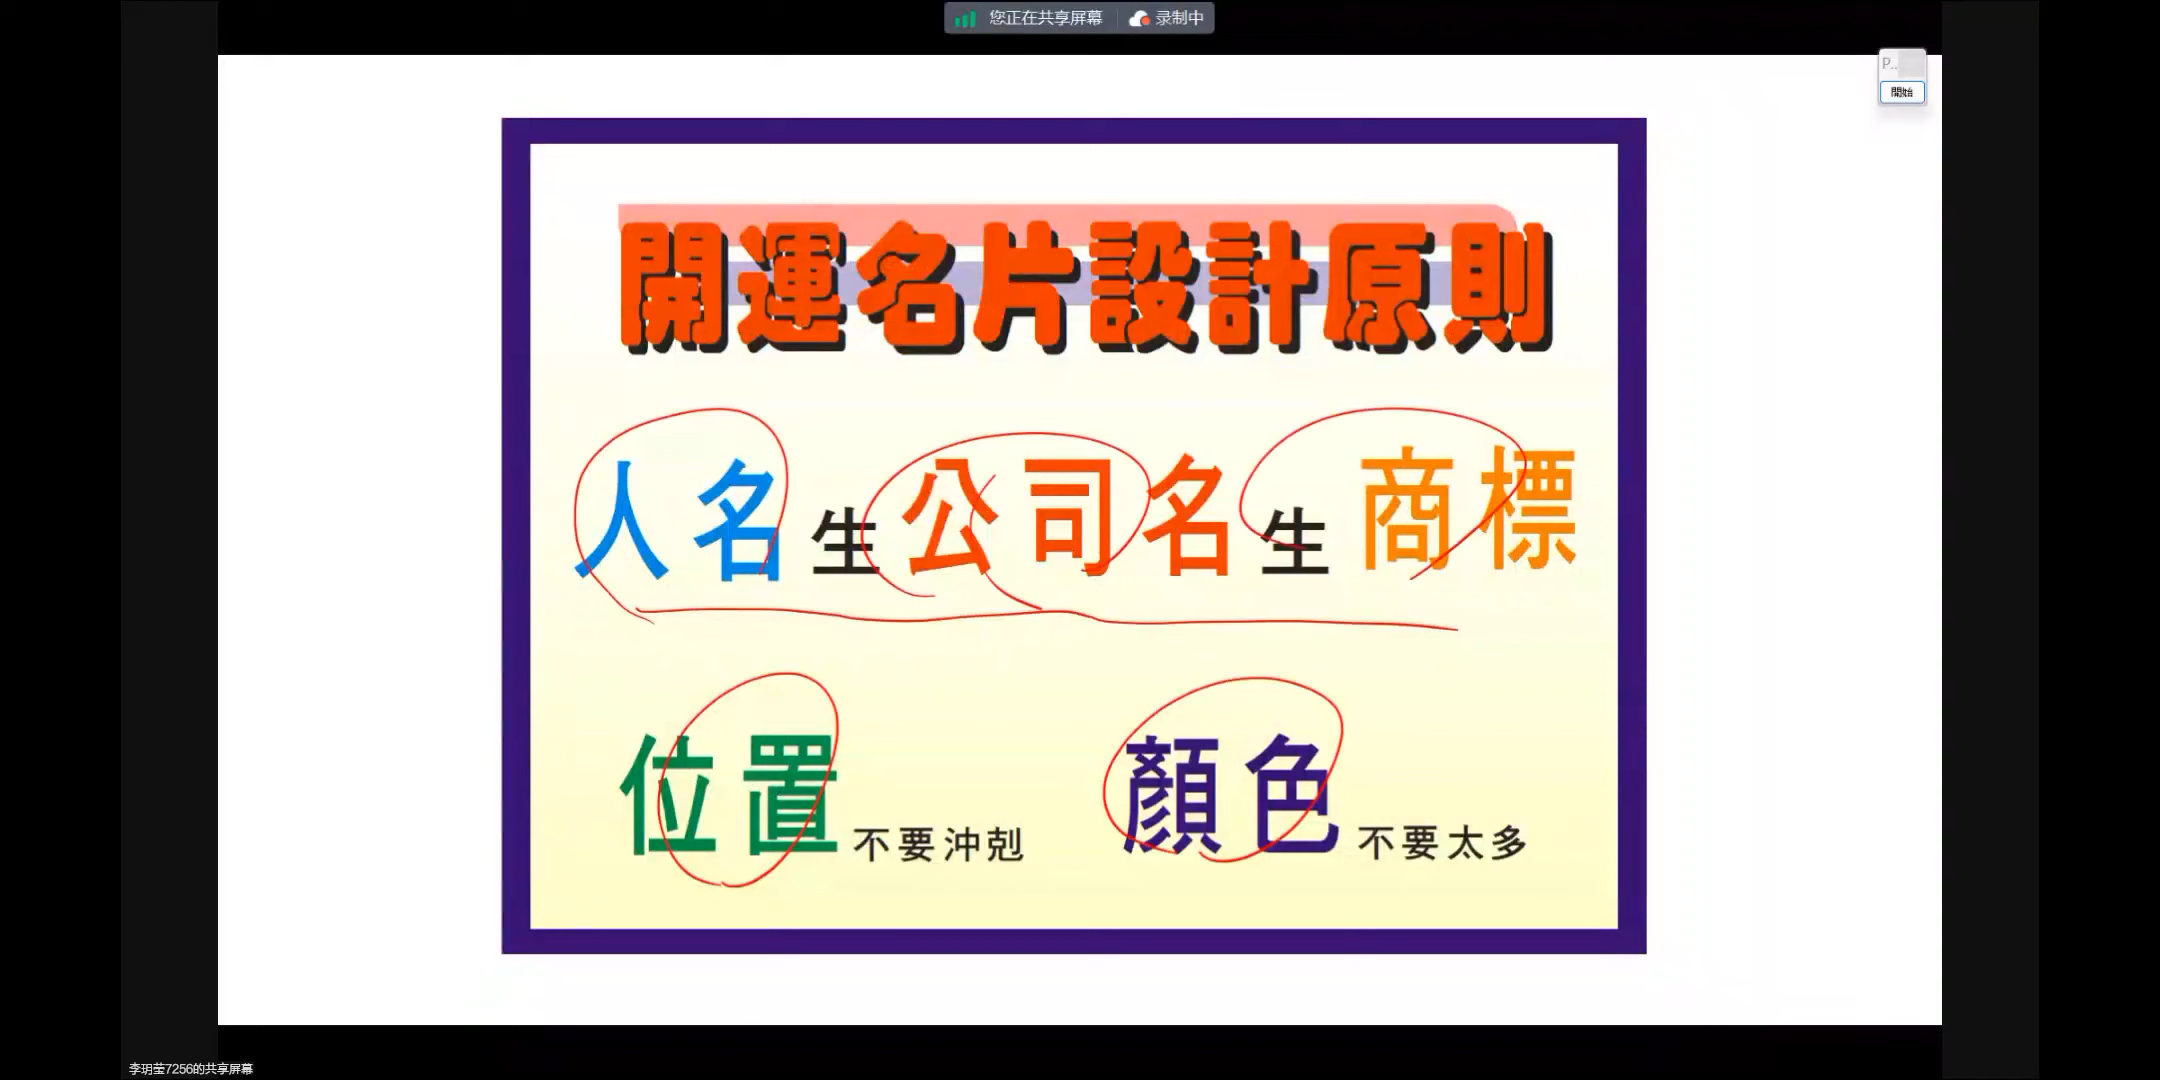 您正在共享屏幕 录制中
P..
開始
開運名片設計原則
人名生公司名生商標
位置不要沖剋 顏色不要太多
李玥莹7256的共享屏幕